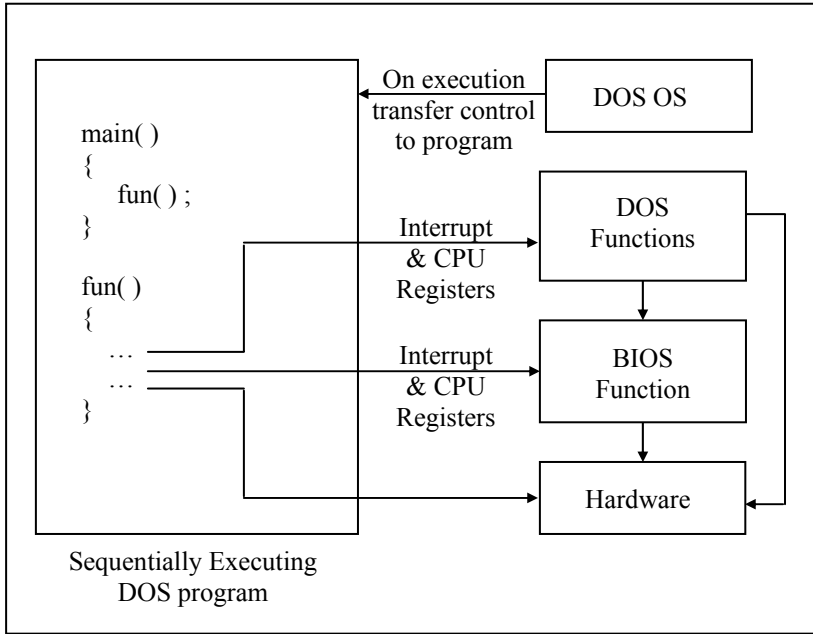 On execution
transfer control
to program
DOS OS
main( )
{
fun( ) ;
}
fun( )
{
…
…
}
Interrupt
& CPU
Registers
DOS
Functions
Interrupt
& CPU
Registers
BIOS
Function
Hardware
Sequentially Executing
DOS program